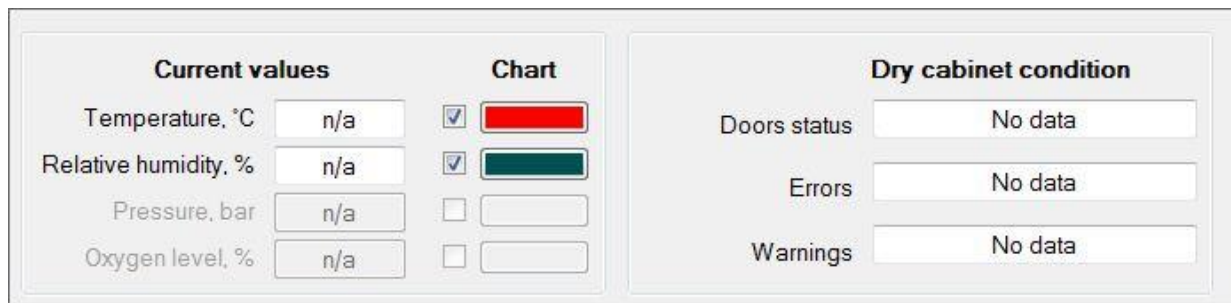 Current values Chart
Temperature, °C n/a
Relative humidity, % n/a
Pressure, bar n/a
Oxygen level, % n/a
Dry cabinet condition
Doors status No data
Errors No data
Warnings No data